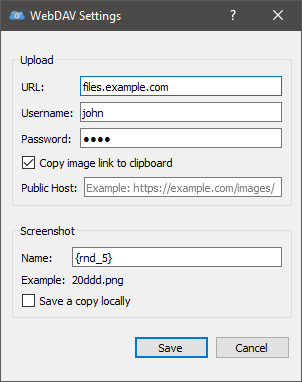 WebDAV Settings
Upload
URL: files.example.com
Username: john
Password: ●●●●
Copy image link to clipboard
Public Host: Example: https://example.com/images/
Screenshot
Name: {rnd_5}
Example: 20ddd.png
Save a copy locally
Save Cancel